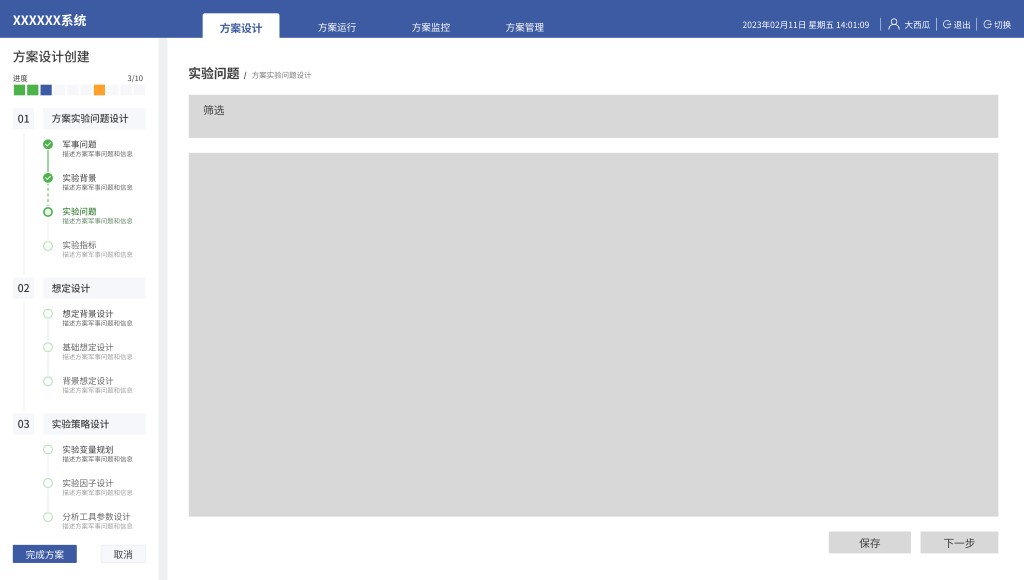 XXXXXX系统
方案设计
方案运行
方案监控
方案管理
2023年02月11日 星期五 14:01:09
大西瓜
退出
切换
方案设计创建
进度
3/10
01
方案实验问题设计
军事问题
描述方案军事问题和信息
实验背景
描述方案军事问题和信息
实验问题
描述方案军事问题和信息
实验指标
描述方案军事问题和信息
02
想定设计
想定背景设计
描述方案军事问题和信息
基础想定设计
描述方案军事问题和信息
背景想定设计
描述方案军事问题和信息
03
实验策略设计
实验变量规划
描述方案军事问题和信息
实验因子设计
描述方案军事问题和信息
分析工具参数设计
描述方案军事问题和信息
完成方案
取消
实验问题 / 方案实验问题设计
筛选
保存
下一步